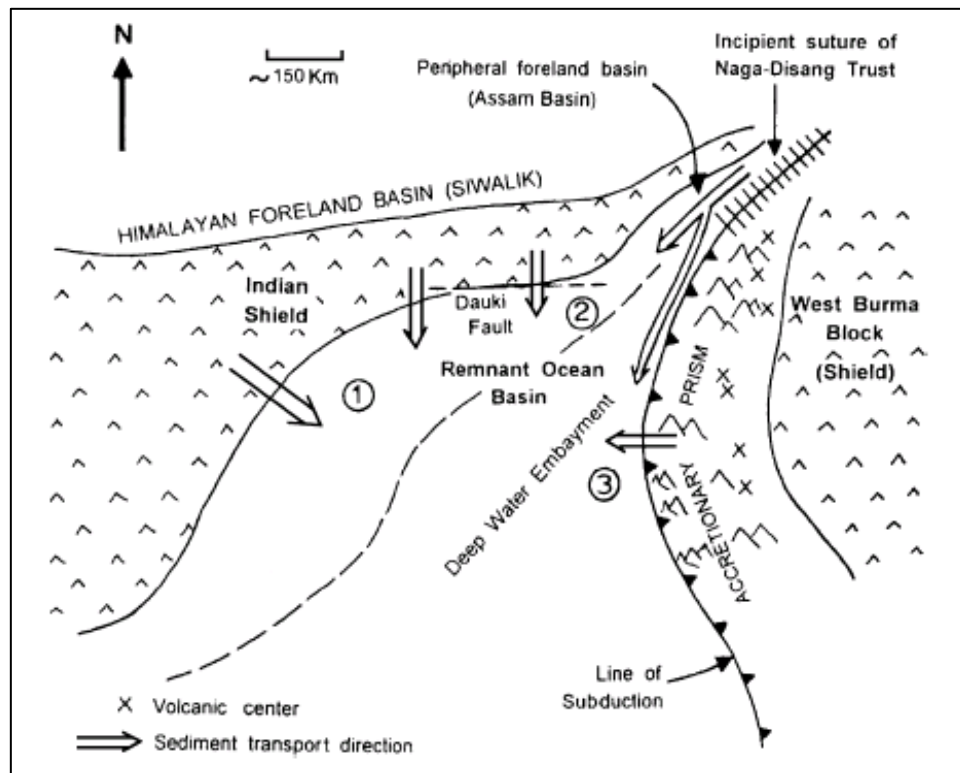 N
~ 150 Km
Incipient suture of
Naga-Disang Trust
Peripheral foreland basin
(Assam Basin)
HIMALAYAN FORELAND BASIN (SIWALIK)
Indian
Shield
Dauki
Fault
②
West Burma
Block
(Shield)
Remnant Ocean
Basin
①
Deep Water Embayment
③
ACCRETIONARY PRISM
Line of
Subduction
Volcanic center
Sediment transport direction